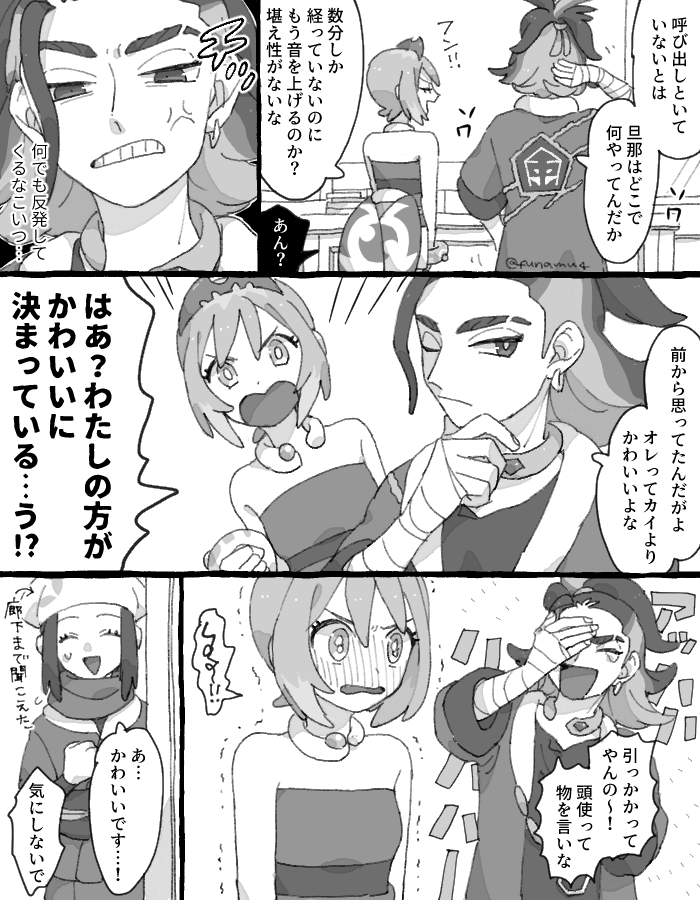 呼び出しといて
いないとは
旦那はどこで
何やってんだか
フン!!
数分しか
経っていないのに
もう音を上げるのか?
堪え性がないな
あん?
@funamu4
何でも反発して
くるなこいつ…
前から思ってたんだがよ
オレってカイより
かわいいよな
はあ?わたしの方が
かわいいに
決まっている…う!?
アッ
引っかかって
やんの〜!
頭使って
物を言いな
あ…
かわいいです…!
気にしないで
廊下まで聞こえた